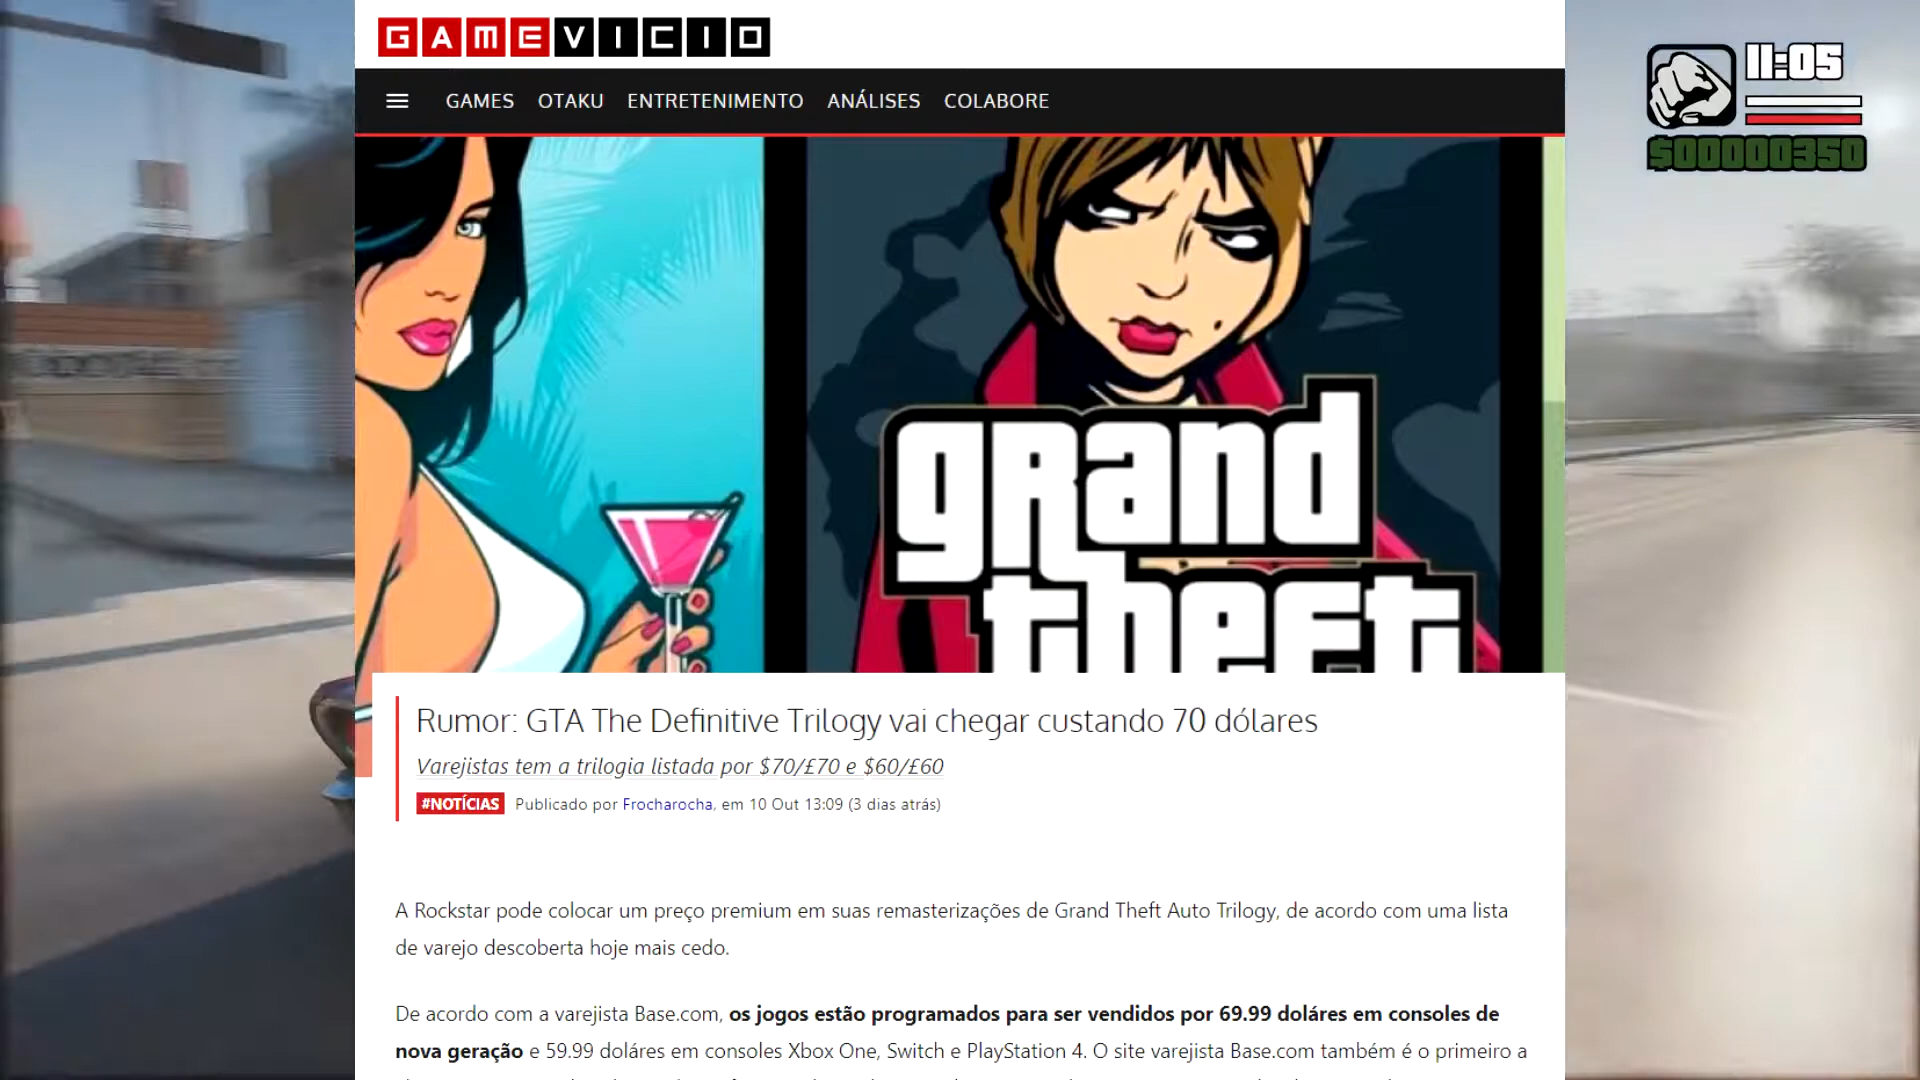 GAMEVICIO
GAMES OTAKU ENTRETENIMENTO ANÁLISES COLABORE
11:05
$00000350
grand
theft
Rumor: GTA The Definitive Trilogy vai chegar custando 70 dólares
Varejistas tem a trilogia listada por $70/£70 e $60/£60
#NOTÍCIAS Publicado por Frocharocha, em 10 Out 13:09 (3 dias atrás)
A Rockstar pode colocar um preço premium em suas remasterizações de Grand Theft Auto Trilogy, de acordo com uma lista
de varejo descoberta hoje mais cedo.
De acordo com a varejista Base.com, os jogos estão programados para ser vendidos por 69.99 doláres em consoles de
nova geração e 59.99 doláres em consoles Xbox One, Switch e PlayStation 4. O site varejista Base.com também é o primeiro a